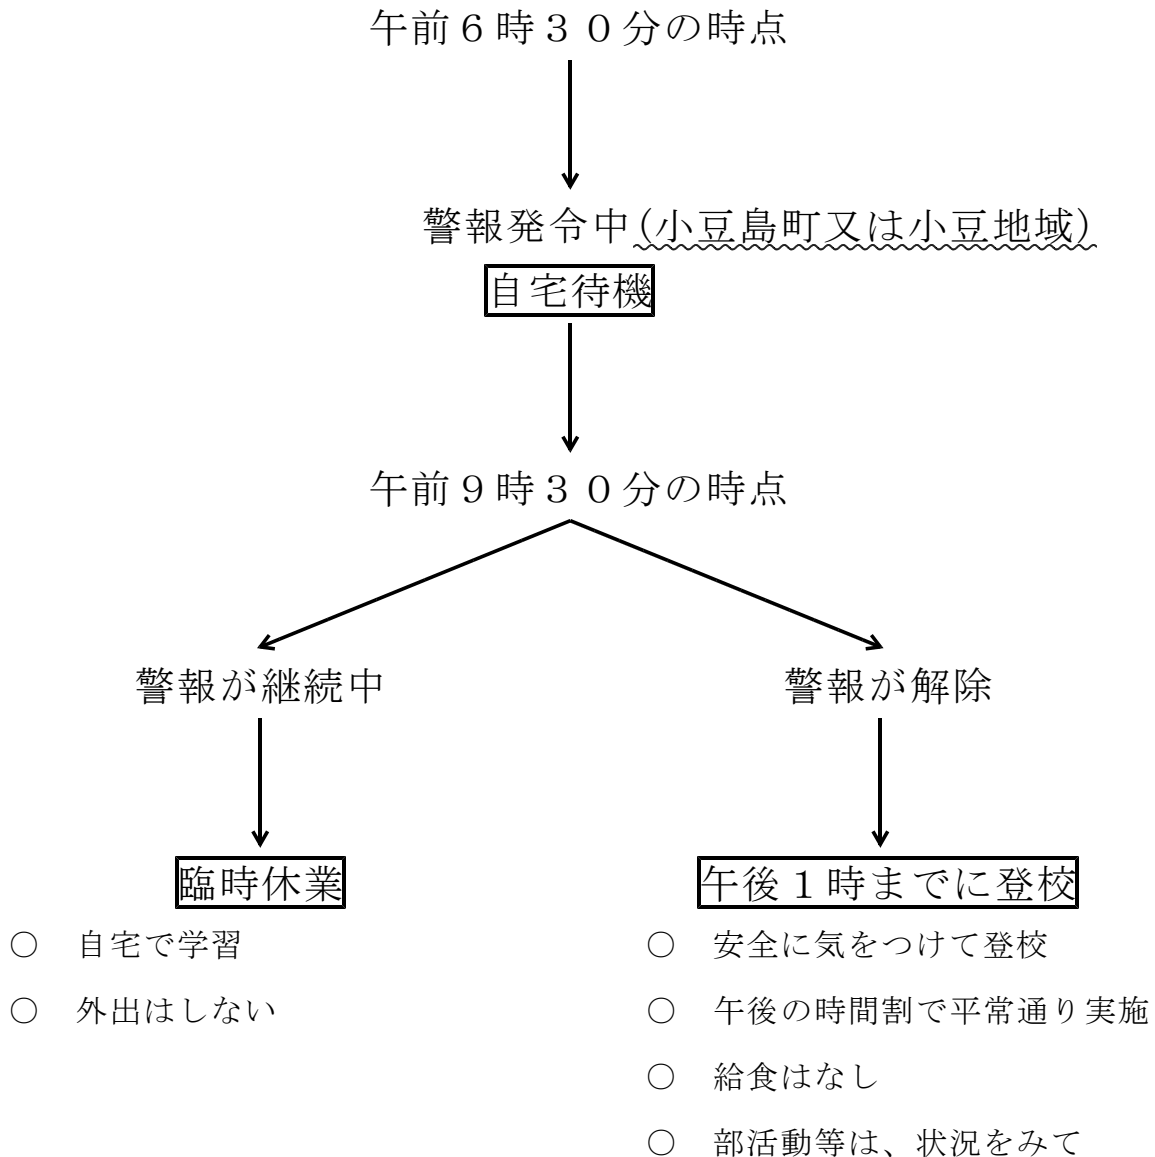 午前６時３０分の時点
警報発令中(小豆島町又は小豆地域)
自宅待機
午前９時３０分の時点
警報が継続中
警報が解除
臨時休業
午後１時までに登校
○　自宅で学習
○　外出はしない
○　安全に気をつけて登校
○　午後の時間割で平常通り実施
○　給食はなし
○　部活動等は、状況をみて